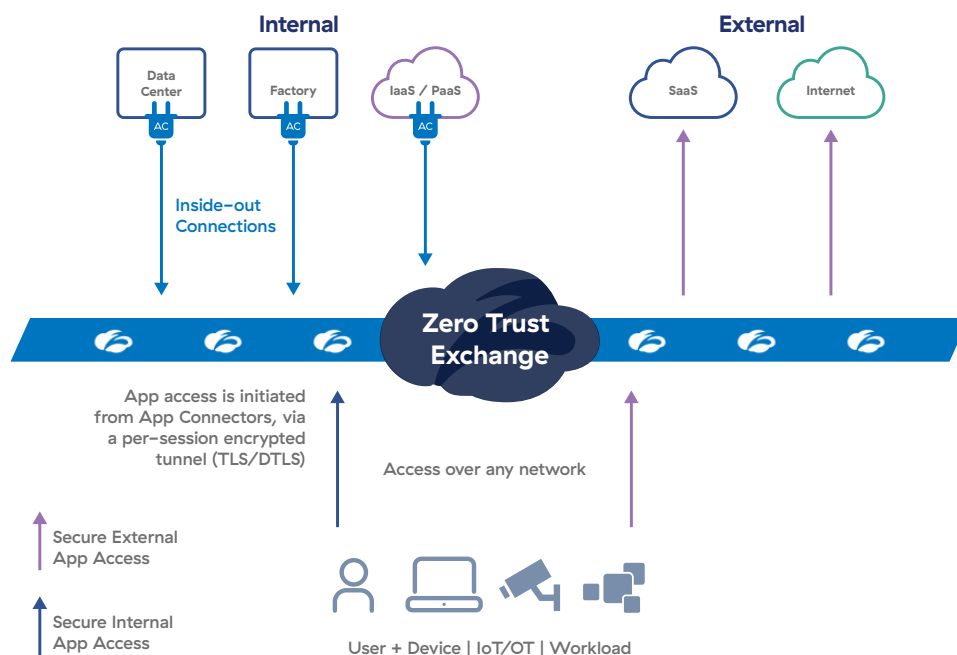 Internal
External
Data
Center
Factory
IaaS / PaaS
SaaS
Internet
AC
AC
AC
Inside-out
Connections
Zero Trust
Exchange
App access is initiated
from App Connectors, via
a per-session encrypted
tunnel (TLS/DTLS)
Access over any network
Secure External
App Access
Secure Internal
App Access
User + Device | IoT/OT | Workload